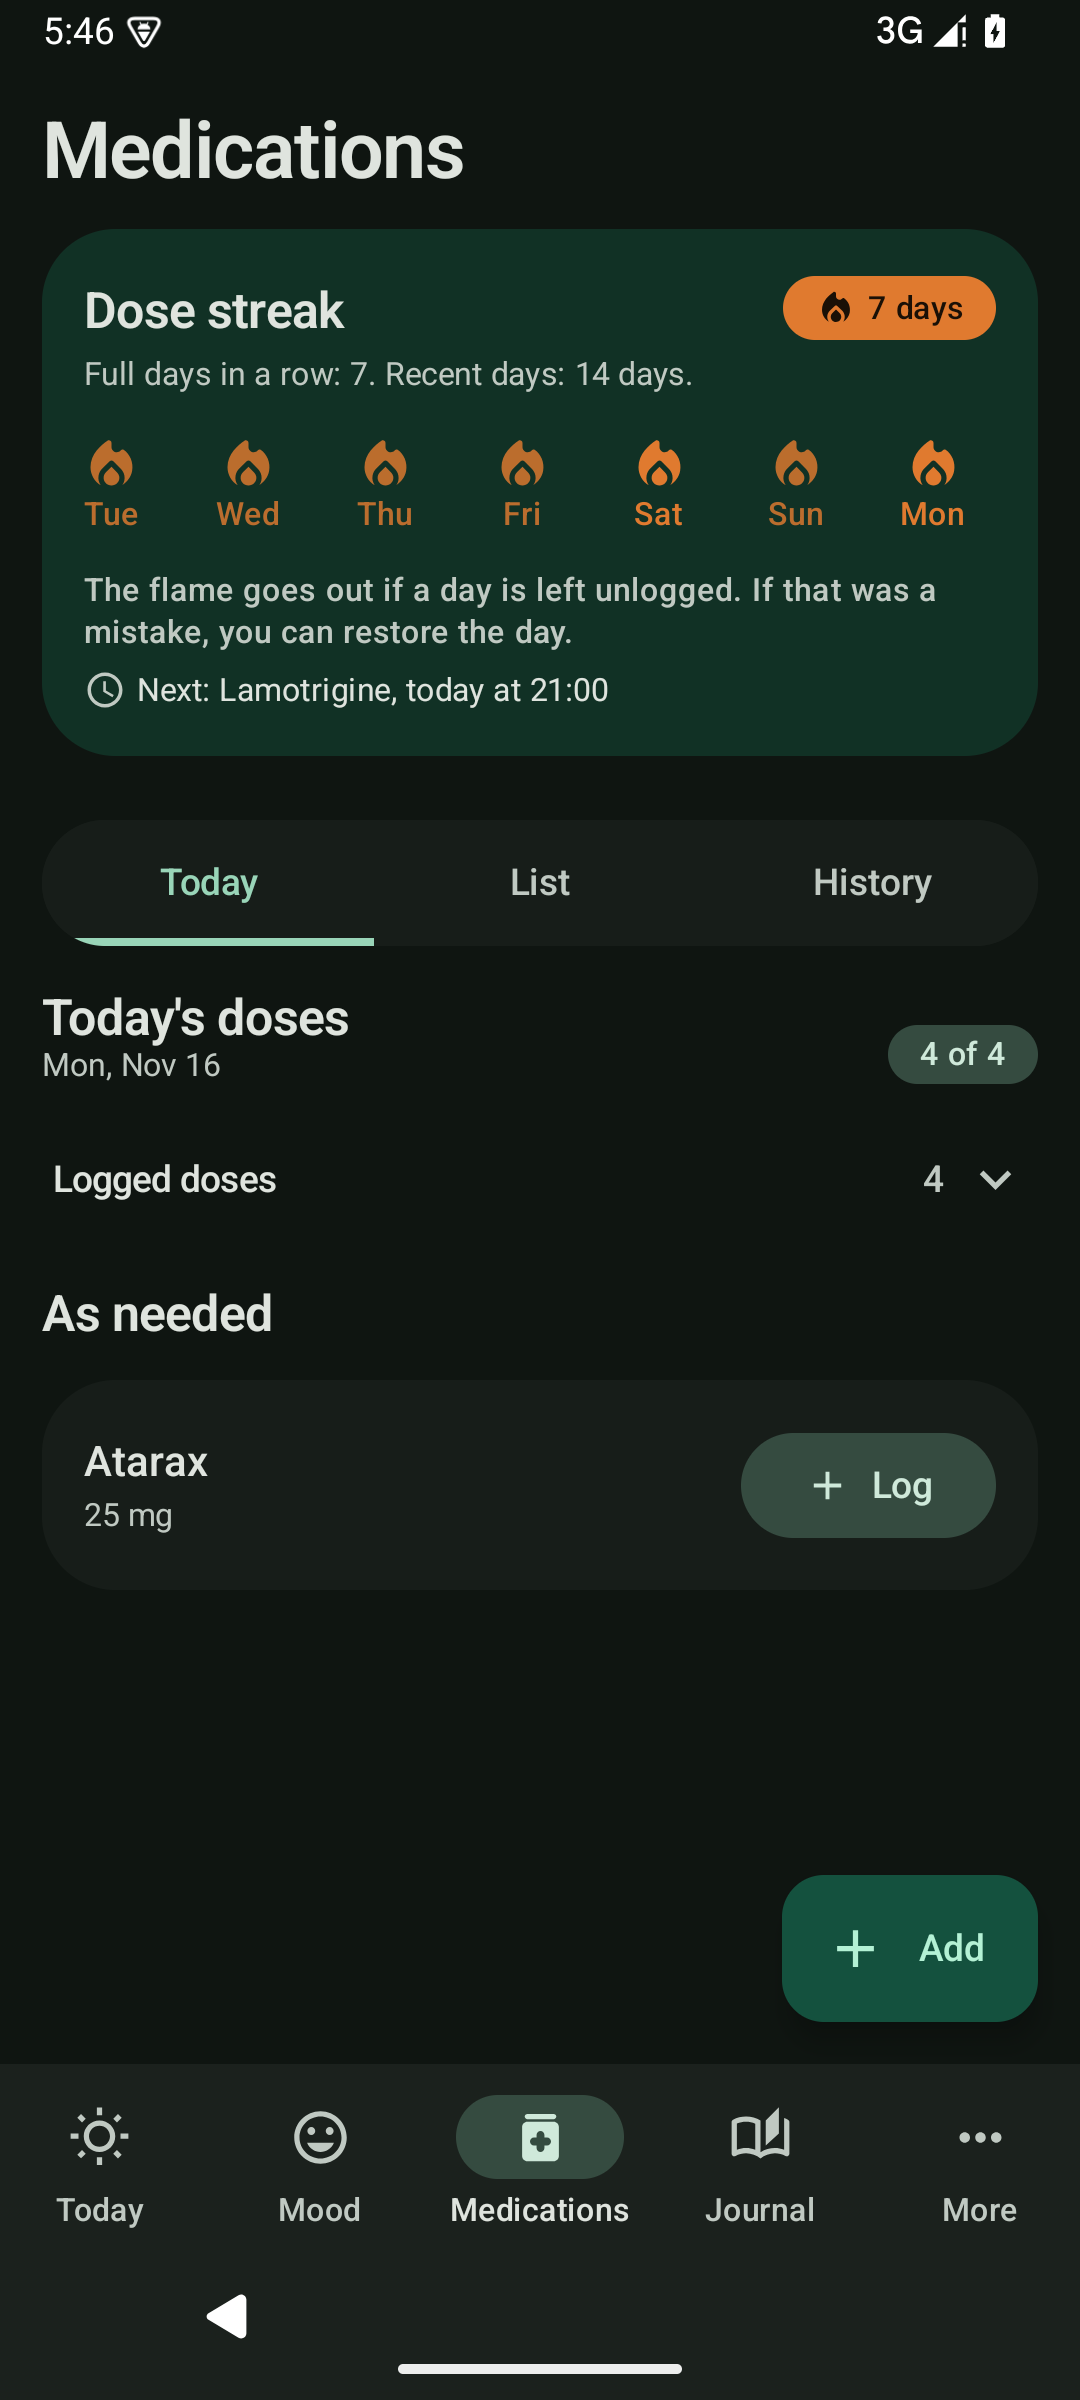 5:46
3G
Medications
Dose streak
7 days
Full days in a row: 7. Recent days: 14 days.
Tue Wed Thu Fri Sat Sun Mon
The flame goes out if a day is left unlogged. If that was a
mistake, you can restore the day.
Next: Lamotrigine, today at 21:00
Today List History
Today's doses
Mon, Nov 16
4 of 4
Logged doses 4
As needed
Atarax
25 mg
+ Log
+ Add
Today Mood Medications Journal More